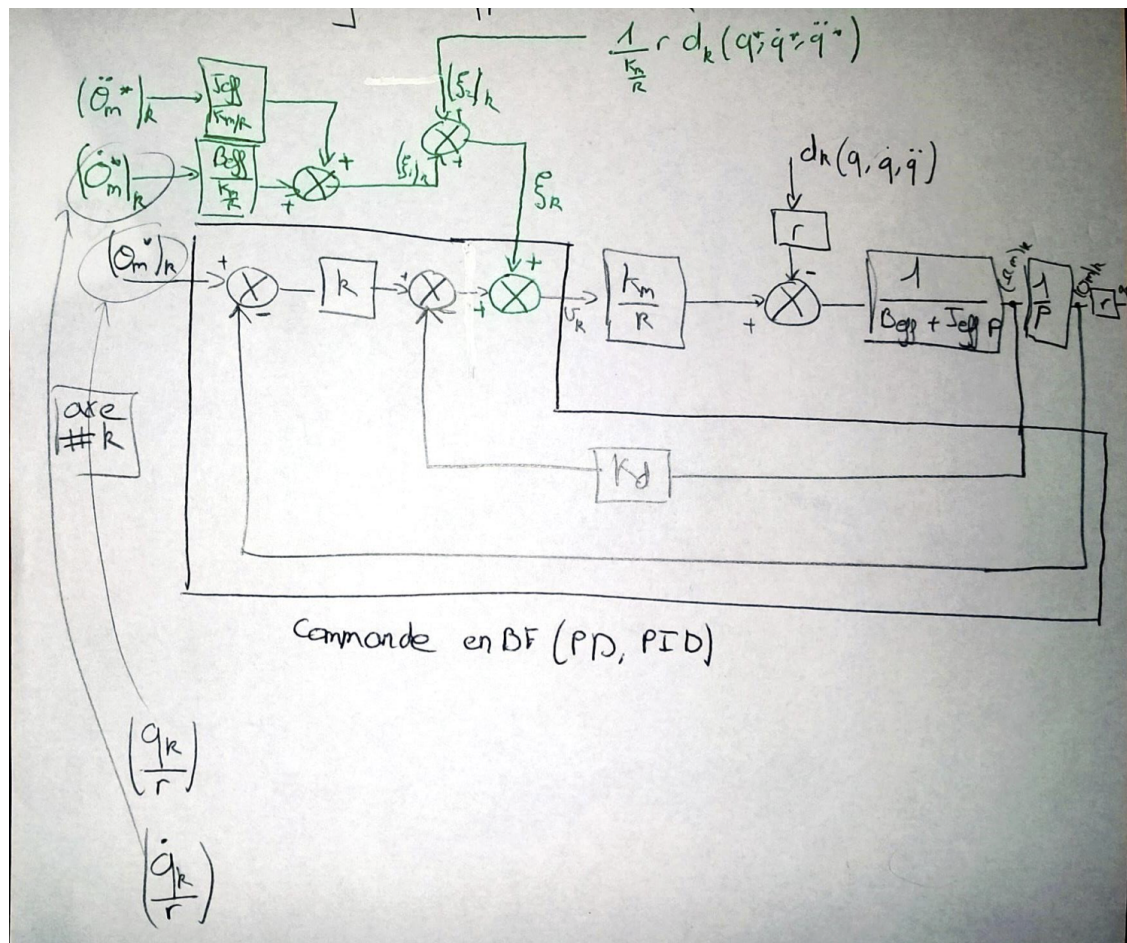 1/(Km/R) r dk(q*, q̇*, q̈*)
(θ̈m*)k
Jeff/(Km/R)
(ξ2)k
+
+
(θ̇m*)k
Beff/(Km/R)
+
+
(ξ1)k
ξk
dk(q, q̇, q̈)
r
(θm*)k
+
-
k
+
-
+
+
vk
Km/R
+
-
1/(Beff + Jeff p)
1/p
r
axe
#k
Kd
Commande en BF (PD, PID)
(qk/r)
(q̇k/r)